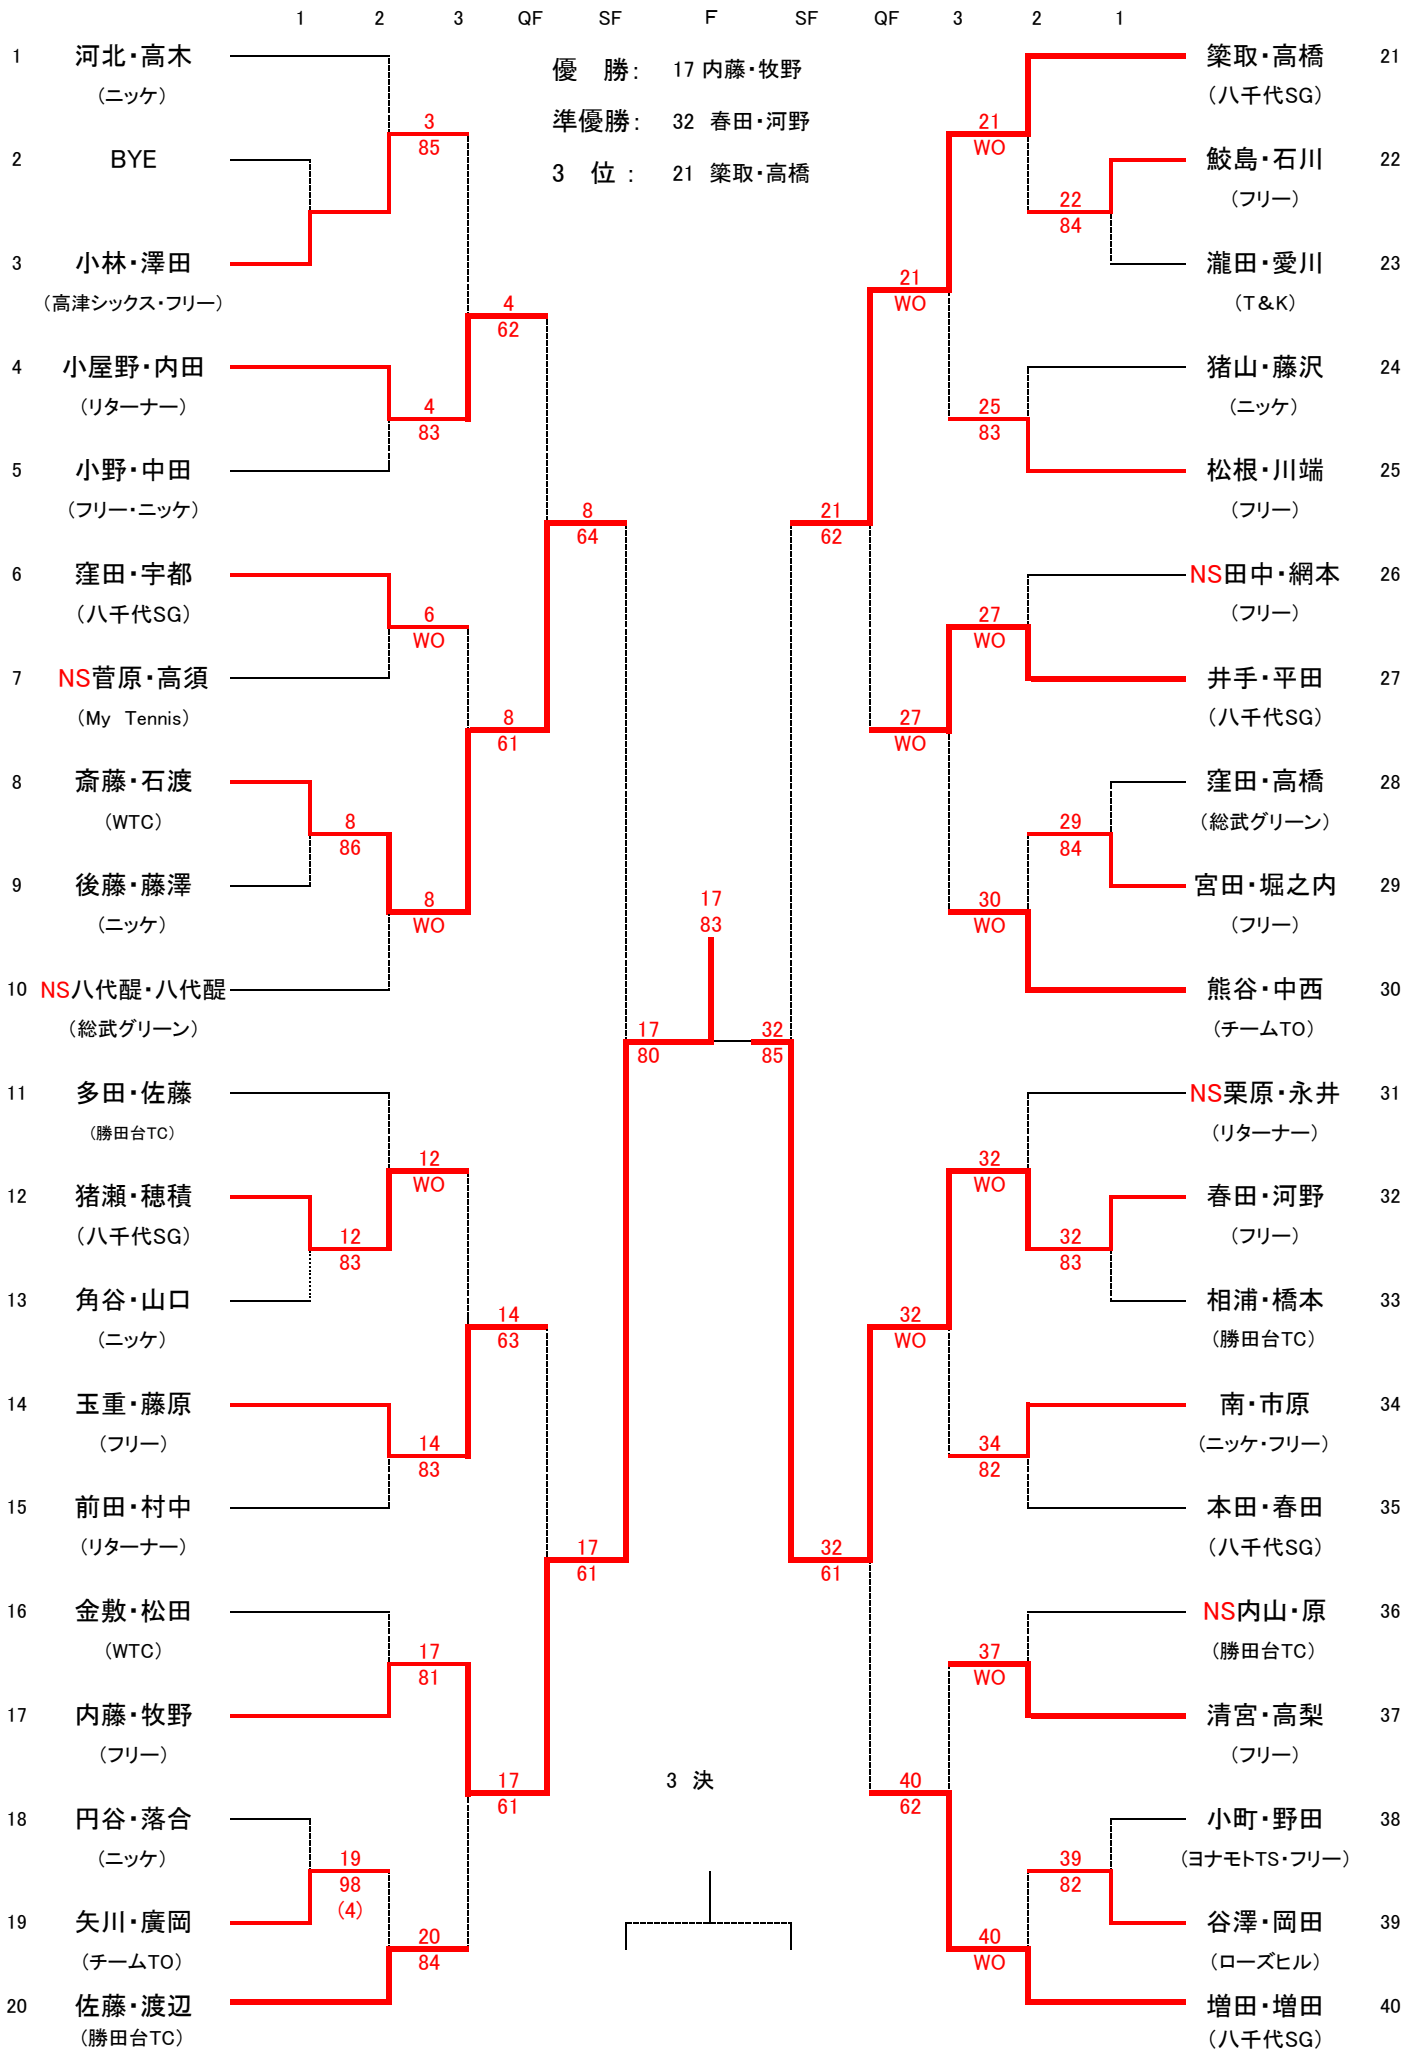 1 2 3 QF SF F SF QF 3 2 1
優 勝： 17 内藤・牧野
準優勝： 32 春田・河野
3 位： 21 簗取・高橋
1 河北・高木
（ニッケ）
3
85
2 BYE
3 小林・澤田
（高津シックス・フリー）
4
62
4 小屋野・内田
（リターナー）
4
83
5 小野・中田
（フリー・ニッケ）
8
64
6 窪田・宇都
（八千代SG）
6
WO
7 NS菅原・高須
（My Tennis）
8
61
8 斎藤・石渡
（WTC）
8
86
9 後藤・藤澤
（ニッケ）
8
WO
10 NS八代醍・八代醍
（総武グリーン）
17
80
11 多田・佐藤
（勝田台TC）
12
WO
12 猪瀬・穂積
（八千代SG）
12
83
13 角谷・山口
（ニッケ）
14
63
14 玉重・藤原
（フリー）
14
83
15 前田・村中
（リターナー）
17
61
16 金敷・松田
（WTC）
17
81
17 内藤・牧野
（フリー）
17
61
18 円谷・落合
（ニッケ）
19
98
(4)
19 矢川・廣岡
（チームTO）
20
84
20 佐藤・渡辺
（勝田台TC）
17
83
3 決
簗取・高橋 21
（八千代SG）
21
WO
鮫島・石川 22
（フリー）
22
84
瀧田・愛川 23
（T＆K）
21
WO
猪山・藤沢 24
（ニッケ）
25
83
松根・川端 25
（フリー）
21
62
NS田中・網本 26
（フリー）
27
WO
井手・平田 27
（八千代SG）
27
WO
窪田・高橋 28
（総武グリーン）
29
84
宮田・堀之内 29
（フリー）
30
WO
熊谷・中西 30
（チームTO）
32
85
NS栗原・永井 31
（リターナー）
32
WO
春田・河野 32
（フリー）
32
83
相浦・橋本 33
（勝田台TC）
32
WO
南・市原 34
（ニッケ・フリー）
34
82
本田・春田 35
（八千代SG）
32
61
NS内山・原 36
（勝田台TC）
37
WO
清宮・高梨 37
（フリー）
40
62
小町・野田 38
（ヨナモトTS・フリー）
39
82
谷澤・岡田 39
（ローズヒル）
40
WO
増田・増田 40
（八千代SG）